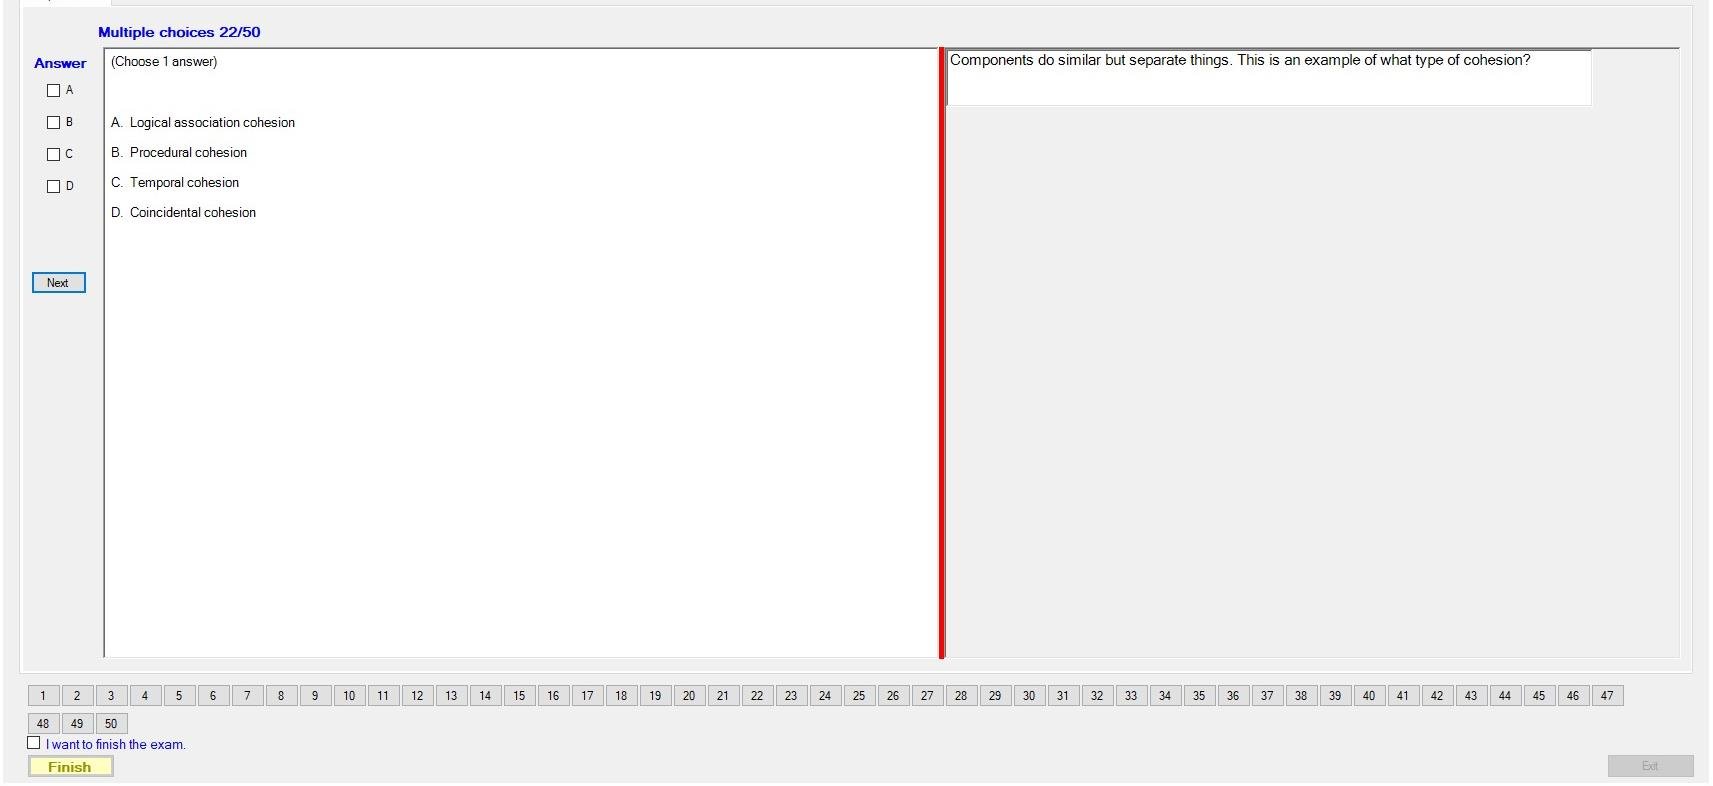 Multiple choices 22/50
Answer
A
B
C
D
Next
(Choose 1 answer)
A. Logical association cohesion
B. Procedural cohesion
C. Temporal cohesion
D. Coincidental cohesion
Components do similar but separate things. This is an example of what type of cohesion?
1 2 3 4 5 6 7 8 9 10 11 12 13 14 15 16 17 18 19 20 21 22 23 24 25 26 27 28 29 30 31 32 33 34 35 36 37 38 39 40 41 42 43 44 45 46 47
48 49 50
I want to finish the exam.
Finish
Exit